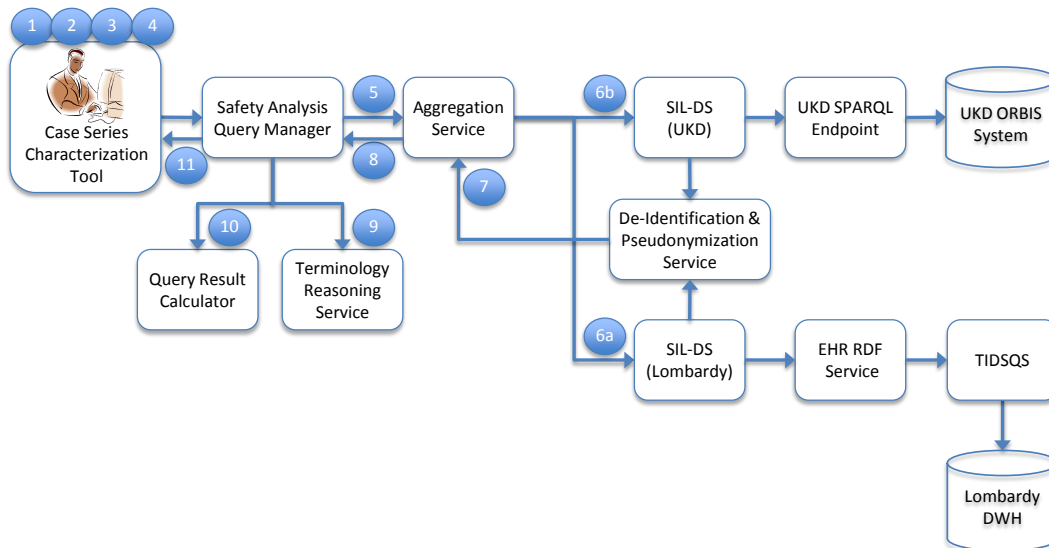 1 2 3 4
Case Series
Characterization
Tool
Safety Analysis
Query Manager
5
8
11
Aggregation
Service
6b
SIL-DS
(UKD)
UKD SPARQL
Endpoint
UKD ORBIS
System
7
De-Identification &
Pseudonymization
Service
10
Query Result
Calculator
9
Terminology
Reasoning
Service
6a
SIL-DS
(Lombardy)
EHR RDF
Service
TIDSQS
Lombardy
DWH